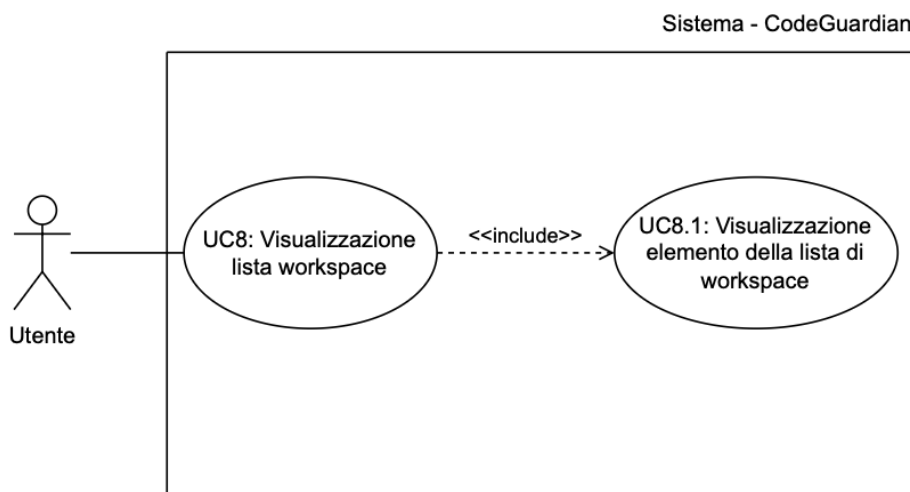 Sistema - CodeGuardian
UC8: Visualizzazione
lista workspace
<<include>>
UC8.1: Visualizzazione
elemento della lista di
workspace
Utente